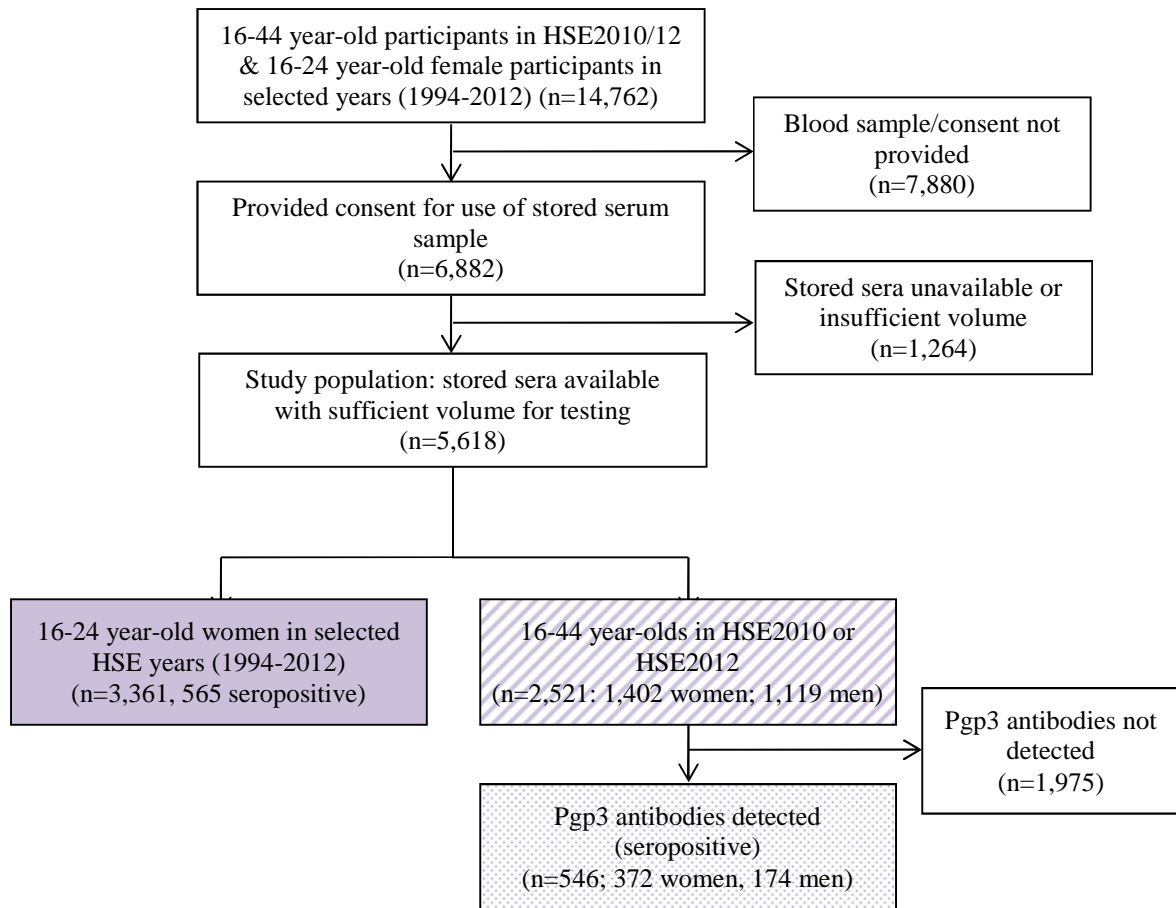 16-44 year-old participants in HSE2010/12
& 16-24 year-old female participants in
selected years (1994-2012) (n=14,762)
Blood sample/consent not
provided
(n=7,880)
Provided consent for use of stored serum
sample
(n=6,882)
Stored sera unavailable or
insufficient volume
(n=1,264)
Study population: stored sera available
with sufficient volume for testing
(n=5,618)
16-24 year-old women in selected
HSE years (1994-2012)
(n=3,361, 565 seropositive)
16-44 year-olds in HSE2010 or
HSE2012
(n=2,521: 1,402 women; 1,119 men)
Pgp3 antibodies not
detected
(n=1,975)
Pgp3 antibodies detected
(seropositive)
(n=546; 372 women, 174 men)